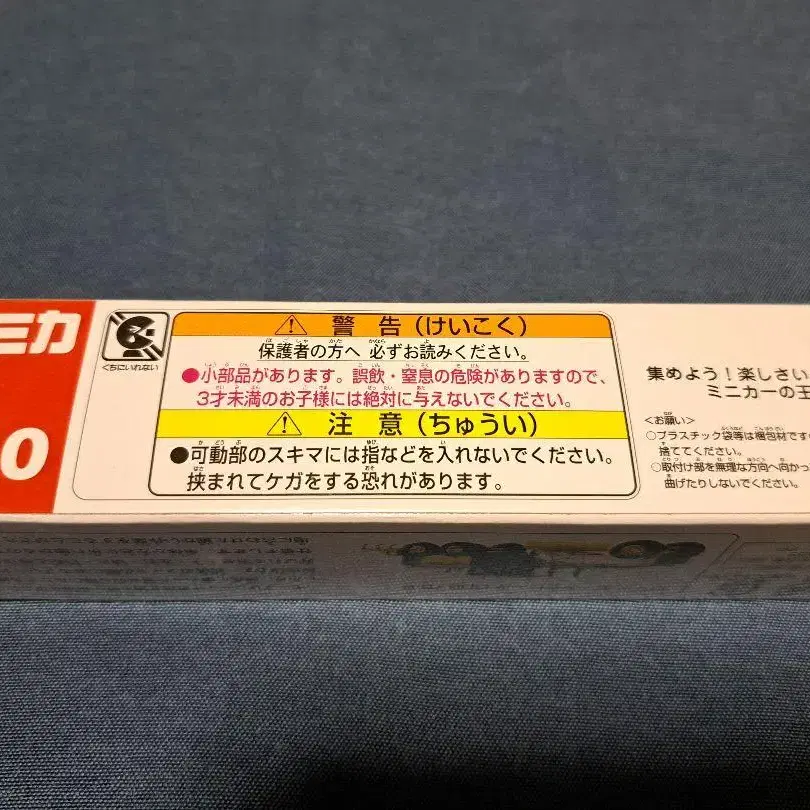 ミカ
0
くちにいれない
⚠ 警告(けいこく)
保護者の方へ 必ずお読みください。
●小部品があります。誤飲・窒息の危険がありますので、
3才未満のお子様には絶対に与えないでください。
⚠ 注意(ちゅうい)
●可動部のスキマには指などを入れないでください。
挟まれてケガをする恐れがあります。
集めよう!楽しさい
ミニカーの王
<お願い>
○プラスチック袋等は梱包材です
捨ててください。
○取付け部を無理な方向へ向かっ
曲げたりしないでください。